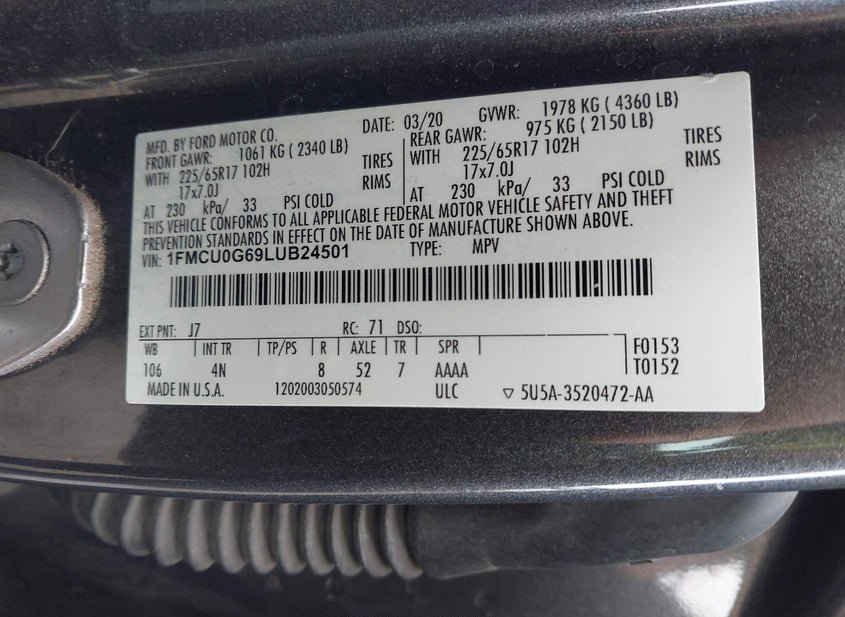 MFD. BY FORD MOTOR CO. DATE: 03/20 GVWR: 1978 KG ( 4360 LB)
FRONT GAWR: 1061 KG ( 2340 LB) REAR GAWR: 975 KG ( 2150 LB)
WITH 225/65R17 102H TIRES WITH 225/65R17 102H TIRES
17x7.0J RIMS 17x7.0J RIMS
AT 230 kPa/ 33 PSI COLD AT 230 kPa/ 33 PSI COLD
THIS VEHICLE CONFORMS TO ALL APPLICABLE FEDERAL MOTOR VEHICLE SAFETY AND THEFT
PREVENTION STANDARDS IN EFFECT ON THE DATE OF MANUFACTURE SHOWN ABOVE.
VIN: 1FMCU0G69LUB24501 TYPE: MPV
EXT PNT: J7 RC: 71 DSO:
WB INT TR TP/PS R AXLE TR SPR F0153
106 4N 8 52 7 AAAA T0152
MADE IN U.S.A. 1202003050574 ULC ▽ 5U5A-3520472-AA